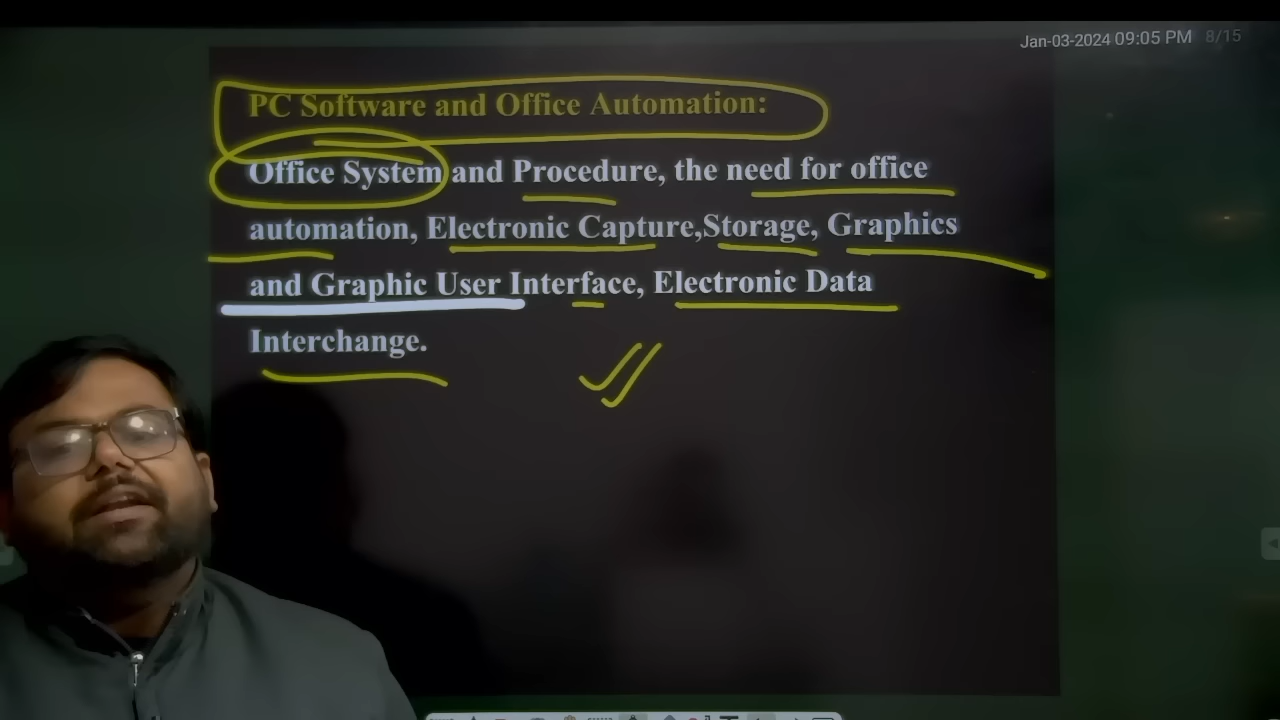 Jan-03-2024 09:05 PM 8/15
PC Software and Office Automation:
Office System and Procedure, the need for office
automation, Electronic Capture,Storage, Graphics
and Graphic User Interface, Electronic Data
Interchange.